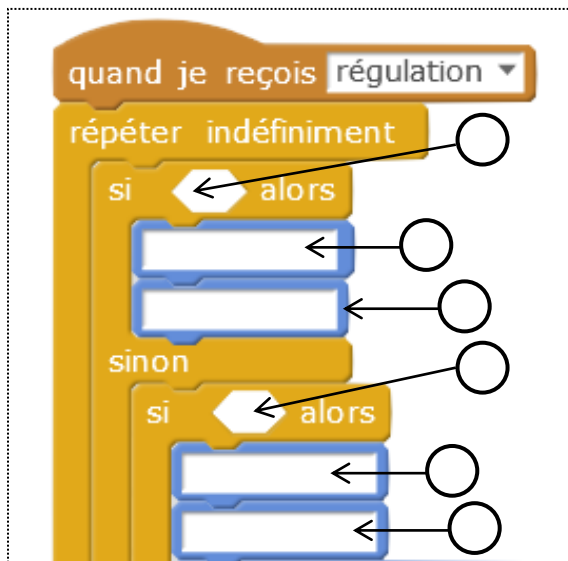 quand je reçois régulation
répéter indéfiniment
si alors
sinon
si alors